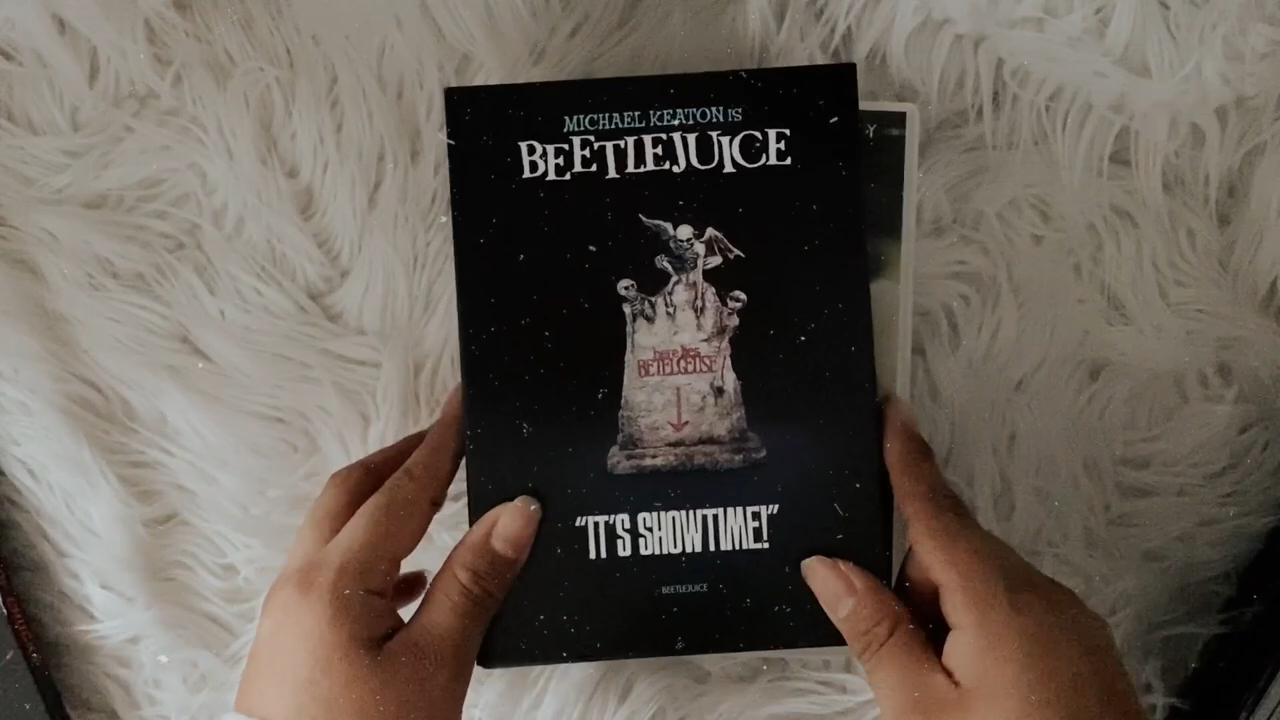 MICHAEL KEATON IS
BEETLEJUICE
here lies
BETELGEUSE
"IT'S SHOWTIME!"
BEETLEJUICE
Y